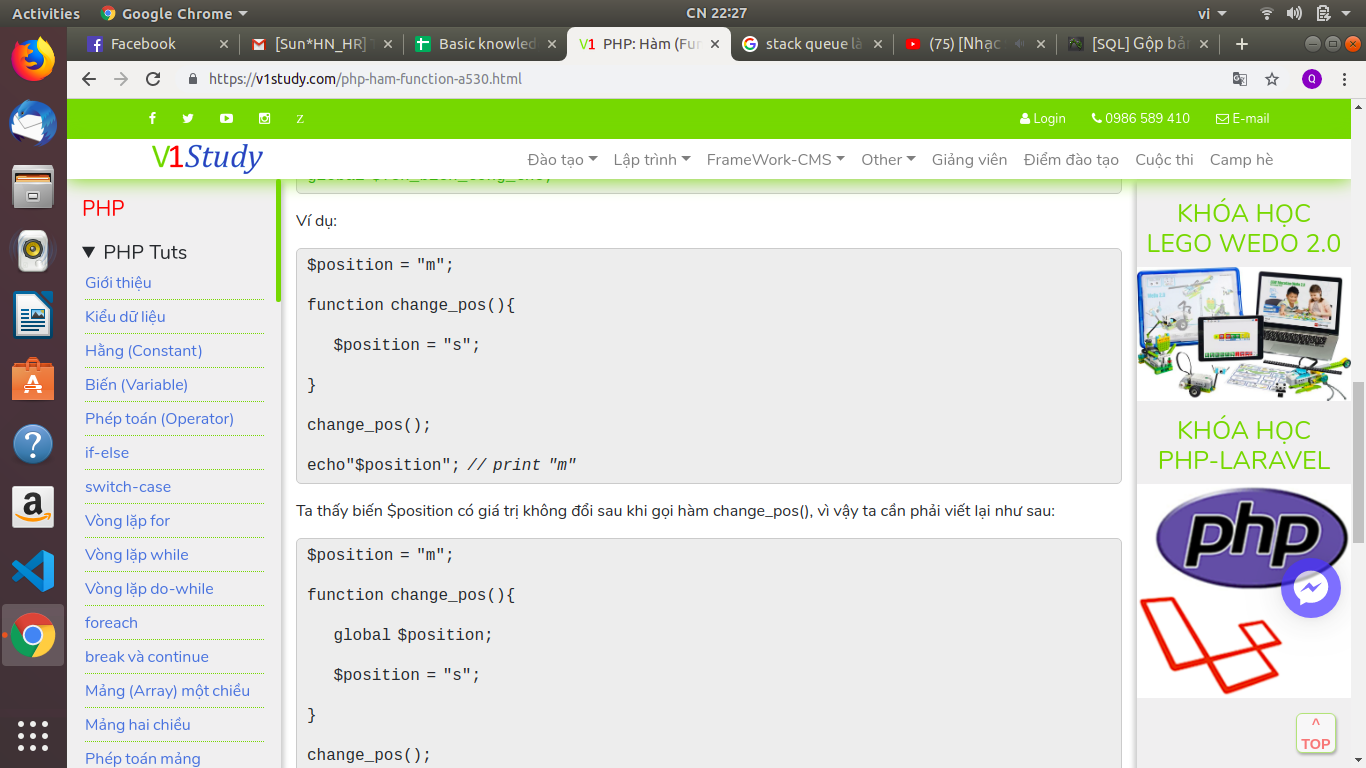 Activities Google Chrome CN 22:27 vi
Facebook [Sun*HN_HR] T Basic knowled V1 PHP: Hàm (Fun stack queue là (75) [Nhạc [SQL] Gộp bản
https://v1study.com/php-ham-function-a530.html Q
Login 0986 589 410 E-mail
V1Study Đào tạo Lập trình FrameWork-CMS Other Giảng viên Điểm đào tạo Cuộc thi Camp hè
PHP
PHP Tuts
Giới thiệu
Kiểu dữ liệu
Hằng (Constant)
Biến (Variable)
Phép toán (Operator)
if-else
switch-case
Vòng lặp for
Vòng lặp while
Vòng lặp do-while
foreach
break và continue
Mảng (Array) một chiều
Mảng hai chiều
Phép toán mảng
Ví dụ:
$position = "m";
function change_pos(){
$position = "s";
}
change_pos();
echo"$position"; // print "m"
Ta thấy biến $position có giá trị không đổi sau khi gọi hàm change_pos(), vì vậy ta cần phải viết lại như sau:
$position = "m";
function change_pos(){
global $position;
$position = "s";
}
change_pos();
KHÓA HỌC
LEGO WEDO 2.0
KHÓA HỌC
PHP-LARAVEL
php
^
TOP